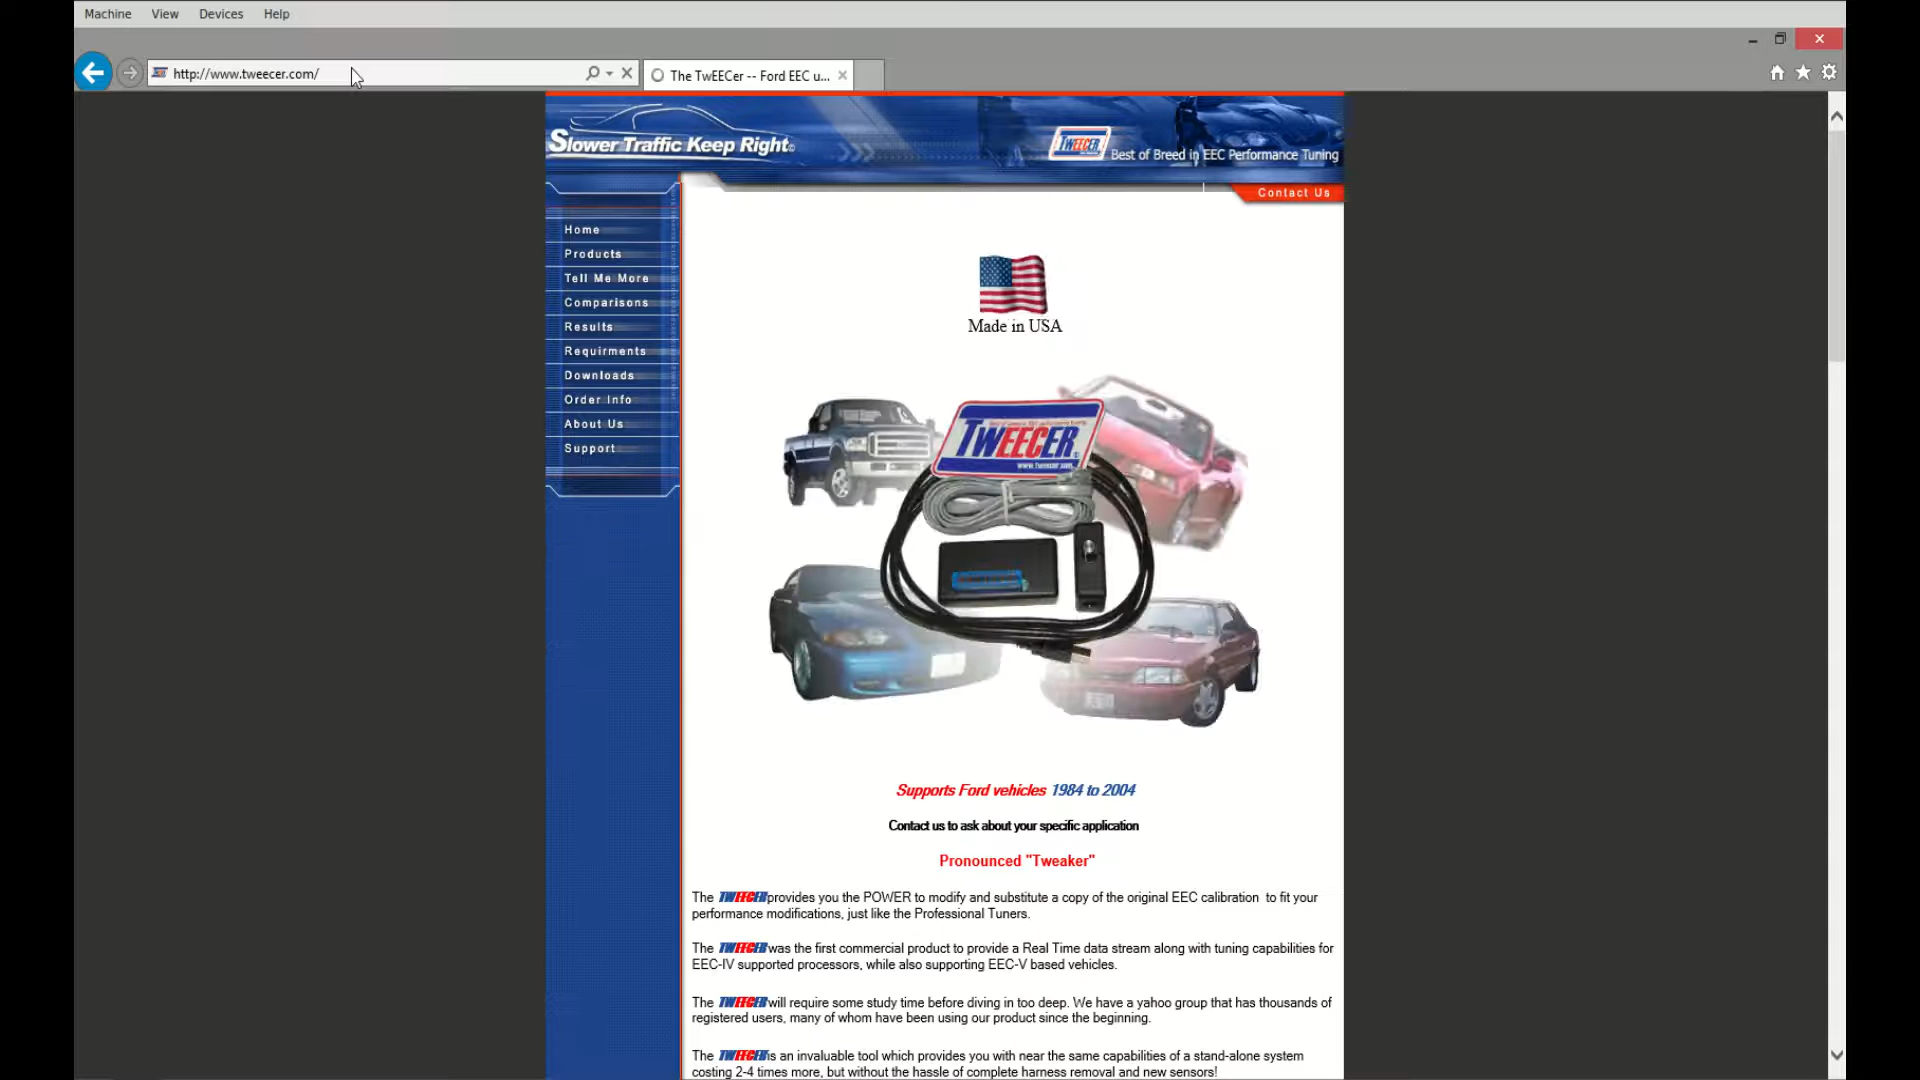 Machine View Devices Help
http://www.tweecer.com/
The TwEECer -- Ford EEC u...
Slower Traffic Keep Right©
TWEECER Best of Breed in EEC Performance Tuning
Contact Us
Home
Products
Tell Me More
Comparisons
Results
Requirments
Downloads
Order Info
About Us
Support
Made in USA
TWEECER
www.tweecer.com
Supports Ford vehicles 1984 to 2004
Contact us to ask about your specific application
Pronounced "Tweaker"
The TWEECER provides you the POWER to modify and substitute a copy of the original EEC calibration to fit your
performance modifications, just like the Professional Tuners.
The TWEECER was the first commercial product to provide a Real Time data stream along with tuning capabilities for
EEC-IV supported processors, while also supporting EEC-V based vehicles.
The TWEECER will require some study time before diving in too deep. We have a yahoo group that has thousands of
registered users, many of whom have been using our product since the beginning.
The TWEECER is an invaluable tool which provides you with near the same capabilities of a stand-alone system
costing 2-4 times more, but without the hassle of complete harness removal and new sensors!